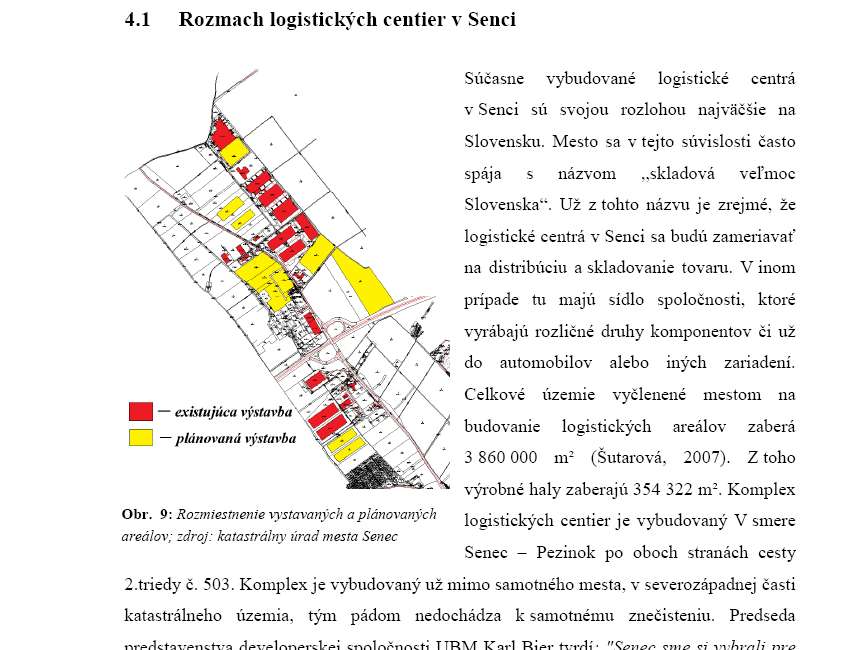 4.1 Rozmach logistických centier v Senci
Súčasne vybudované logistické centrá
v Senci sú svojou rozlohou najväčšie na
Slovensku. Mesto sa v tejto súvislosti často
spája s názvom „skladová veľmoc
Slovenska“. Už z tohto názvu je zrejmé, že
logistické centrá v Senci sa budú zameriavať
na distribúciu a skladovanie tovaru. V inom
prípade tu majú sídlo spoločnosti, ktoré
vyrábajú rozličné druhy komponentov či už
do automobilov alebo iných zariadení.
Celkové územie vyčlenené mestom na
budovanie logistických areálov zaberá
3 860 000 m² (Šutarová, 2007). Z toho
výrobné haly zaberajú 354 322 m². Komplex
logistických centier je vybudovaný V smere
Senec – Pezinok po oboch stranách cesty
2.triedy č. 503. Komplex je vybudovaný už mimo samotného mesta, v severozápadnej časti
katastrálneho územia, tým pádom nedochádza k samotnému znečisteniu. Predseda
predstavenstva developerskej spoločnosti UBM Karl Bier tvrdí: "Senec sme si vybrali pre
— existujúca výstavba
— plánovaná výstavba
Obr. 9: Rozmiestnenie vystavaných a plánovaných
areálov; zdroj: katastrálny úrad mesta Senec